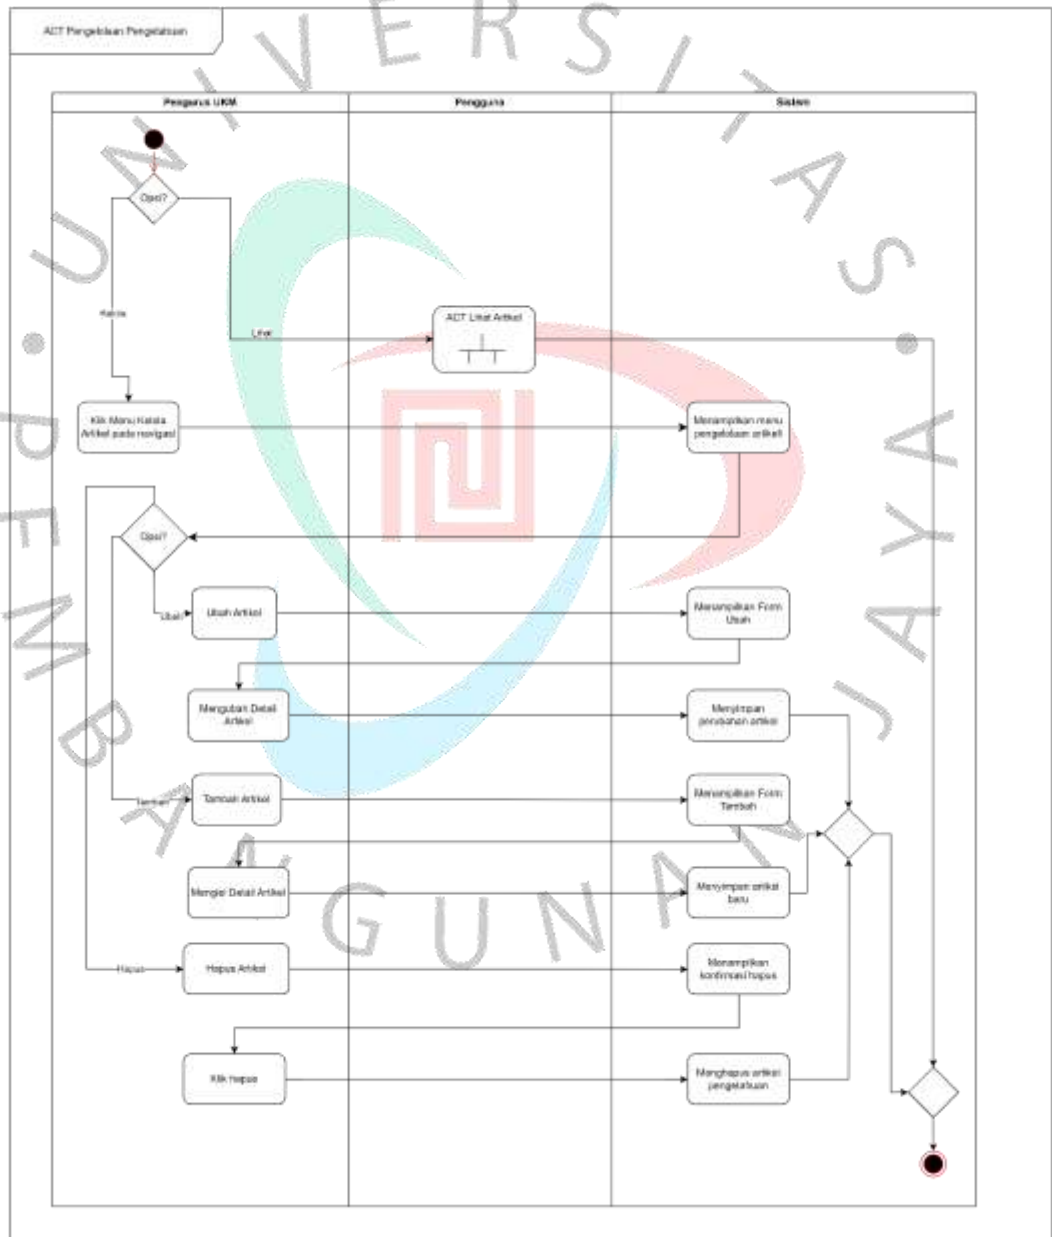 ACT Pengelolaan Pengetahuan
Pengurus UKM
Pengguna
Sistem
Opsi?
Kelola
Lihat
ACT Lihat Artikel
Klik Menu Kelola
Artikel pada navigasi
Menampilkan menu
pengelolaan artikel
Opsi?
Ubah
Ubah Artikel
Menampilkan Form
Ubah
Mengubah Detail
Artikel
Menyimpan
perubahan artikel
Tambah
Tambah Artikel
Menampilkan Form
Tambah
Mengisi Detail Artikel
Menyimpan artikel
baru
Hapus
Hapus Artikel
Menampilkan
konfirmasi hapus
Klik hapus
Menghapus artikel
pengetahuan
UNIVERSITAS
PEMBANGUNAN
JAYA